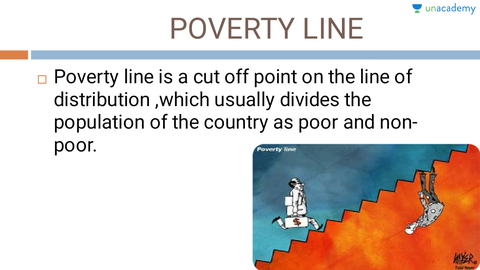 unacademy
POVERTY LINE
Poverty line is a cut off point on the line of
distribution ,which usually divides the
population of the country as poor and non-
poor.
Poverty line
$